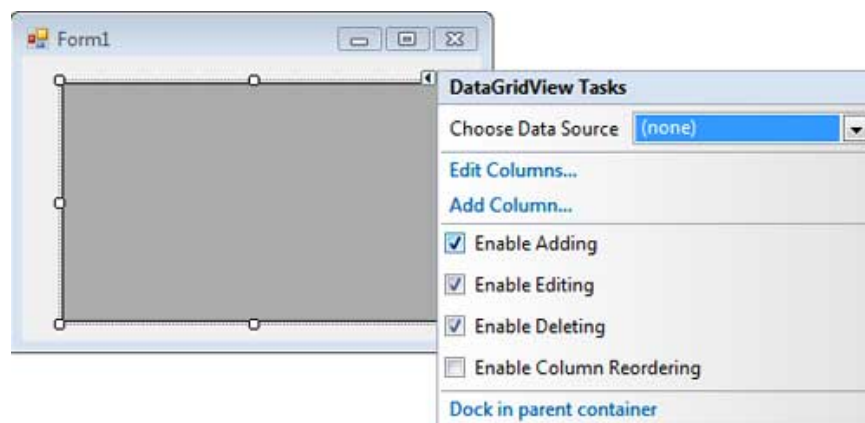 Form1
DataGridView Tasks
Choose Data Source (none)
Edit Columns...
Add Column...
Enable Adding
Enable Editing
Enable Deleting
Enable Column Reordering
Dock in parent container